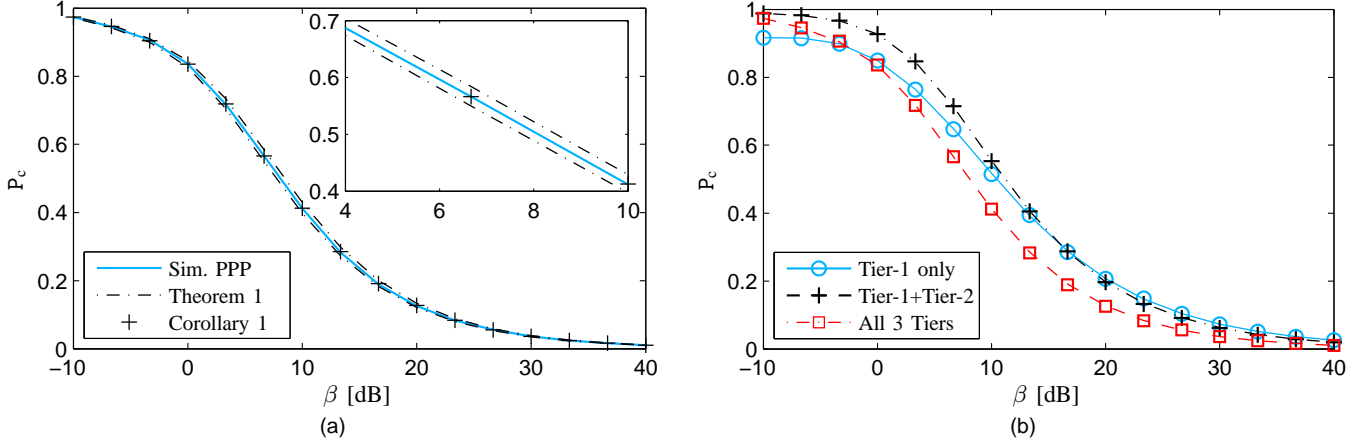 1
0.8
0.6
0.4
0.2
0
P_c
-10
0
10
20
30
40
β [dB]
(a)
0.7
0.6
0.5
0.4
4
6
8
10
Sim. PPP
Theorem 1
Corollary 1
1
0.8
0.6
0.4
0.2
0
P_c
-10
0
10
20
30
40
β [dB]
(b)
Tier-1 only
Tier-1+Tier-2
All 3 Tiers